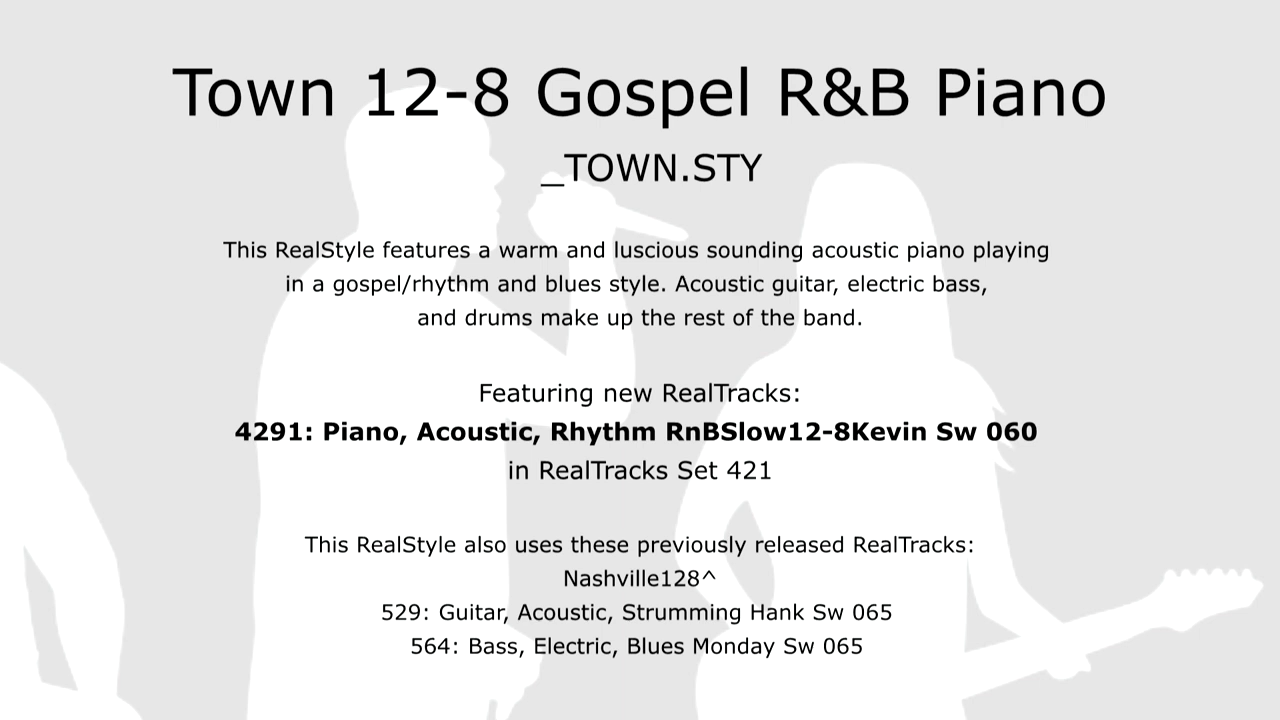 Town 12-8 Gospel R&B Piano
_TOWN.STY
This RealStyle features a warm and luscious sounding acoustic piano playing
in a gospel/rhythm and blues style. Acoustic guitar, electric bass,
and drums make up the rest of the band.
Featuring new RealTracks:
4291: Piano, Acoustic, Rhythm RnBSlow12-8Kevin Sw 060
in RealTracks Set 421
This RealStyle also uses these previously released RealTracks:
Nashville128^
529: Guitar, Acoustic, Strumming Hank Sw 065
564: Bass, Electric, Blues Monday Sw 065